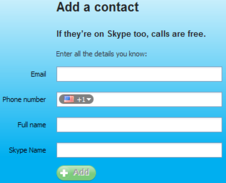 Add a contact
If they're on Skype too, calls are free.
Enter all the details you know:
Email
Phone number +1
Full name
Skype Name
Add